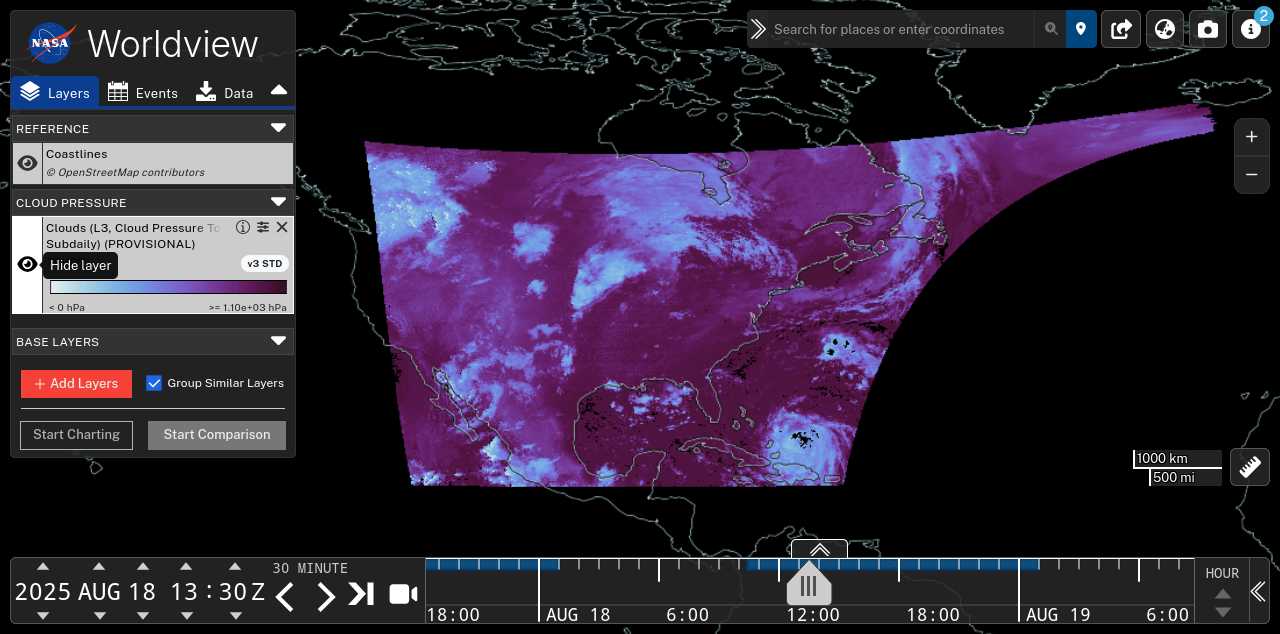 NASA
Worldview
Layers
Events
Data
REFERENCE
Coastlines
© OpenStreetMap contributors
CLOUD PRESSURE
Clouds (L3, Cloud Pressure To
Subdaily) (PROVISIONAL)
Hide layer
v3 STD
< 0 hPa
>= 1.10e+03 hPa
BASE LAYERS
+ Add Layers
Group Similar Layers
Start Charting
Start Comparison
Search for places or enter coordinates
2
+
−
1000 km
500 mi
2025 AUG 18 13 : 30 Z
30 MINUTE
18:00
AUG 18
6:00
12:00
18:00
AUG 19
6:00
HOUR